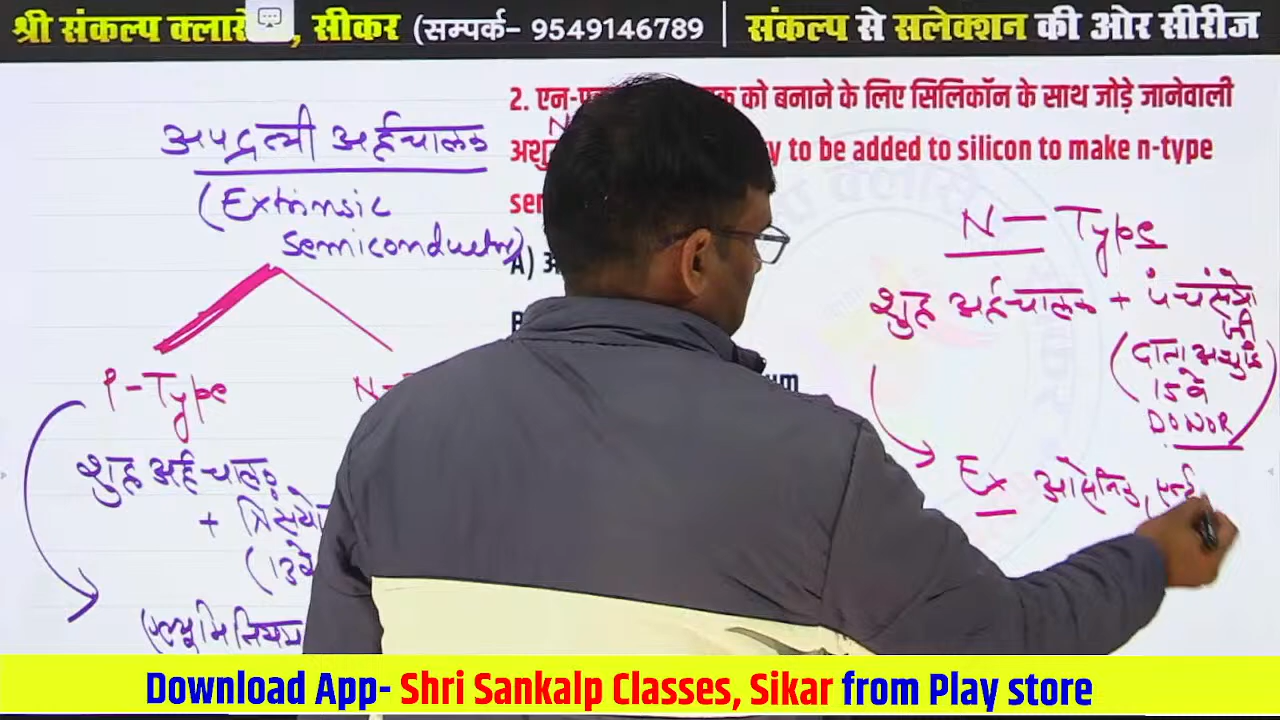 श्री संकल्प क्लासेज, सीकर (सम्पर्क– 9549146789 | संकल्प से सलेक्शन की ओर सीरीज
2. एन-प को बनाने के लिए सिलिकॉन के साथ जोड़े जानेवाली
अशु y to be added to silicon to make n-type
A) अ
अपद्रव्यी अर्द्धचालक
(Extrinsic
semiconductor)
P-Type
N-
शुद्ध अर्द्धचालक
+ त्रिसंयो
(13वे
एल्यूमिनियम
N- Type
शुद्ध अर्द्धचालक + पंचसंयो
जी
(दाता अशुद्धि
15वे
DONOR)
Ex आर्सेनिक,
Download App- Shri Sankalp Classes, Sikar from Play store